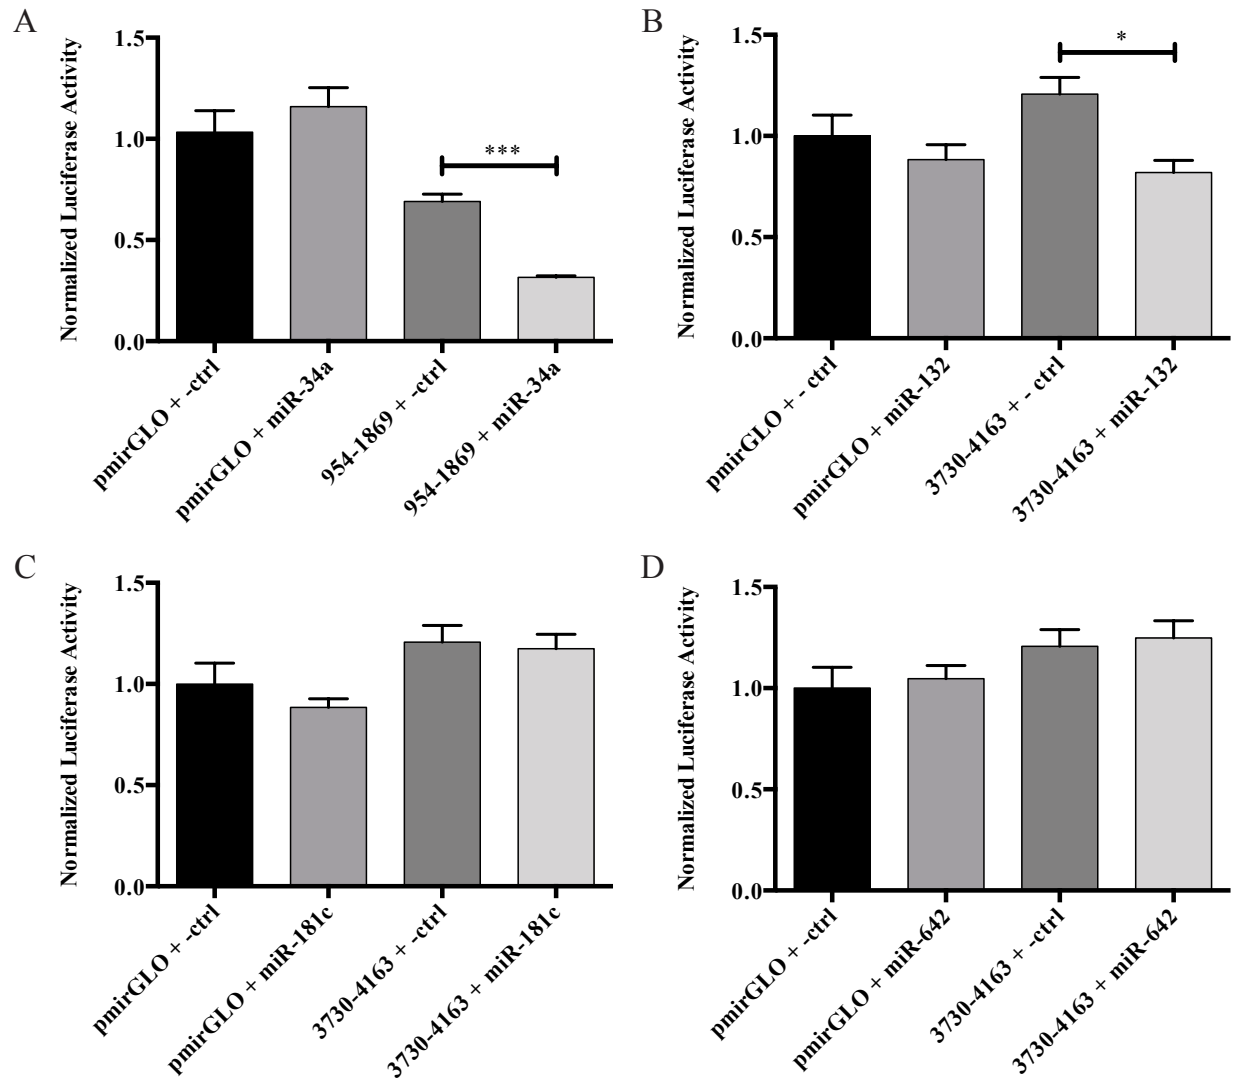 A
Normalized Luciferase Activity
1.5
1.0
0.5
0.0
***
pmirGLO + -ctrl
pmirGLO + miR-34a
954-1869 + -ctrl
954-1869 + miR-34a
B
Normalized Luciferase Activity
1.5
1.0
0.5
0.0
*
pmirGLO + - ctrl
pmirGLO + miR-132
3730-4163 + - ctrl
3730-4163 + miR-132
C
Normalized Luciferase Activity
1.5
1.0
0.5
0.0
pmirGLO + -ctrl
pmirGLO + miR-181c
3730-4163 + -ctrl
3730-4163 + miR-181c
D
Normalized Luciferase Activity
1.5
1.0
0.5
0.0
pmirGLO + -ctrl
pmirGLO + miR-642
3730-4163 + -ctrl
3730-4163 + miR-642